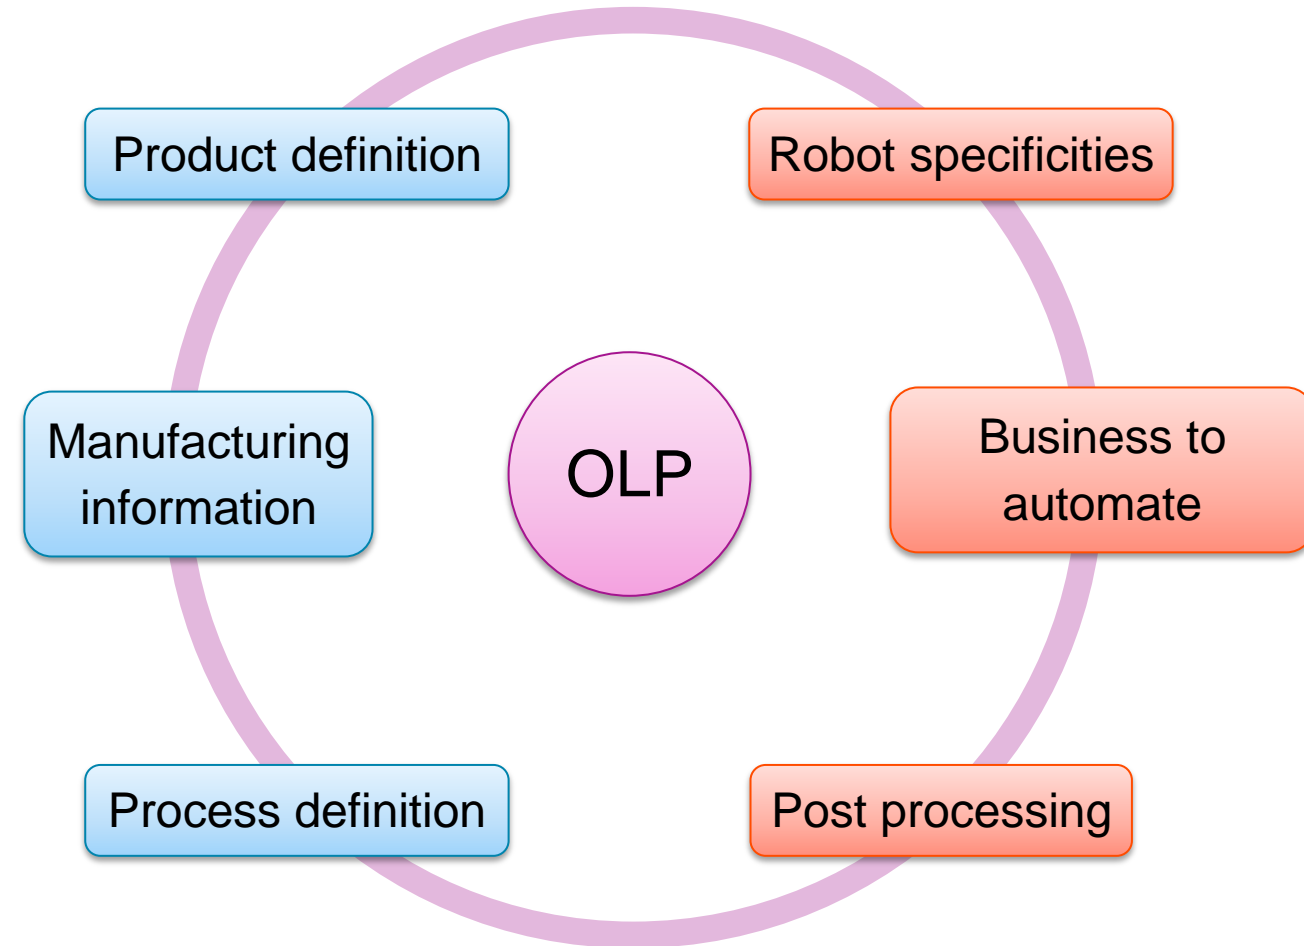 Product definition
Robot specificities
Manufacturing
information
OLP
Business to
automate
Process definition
Post processing